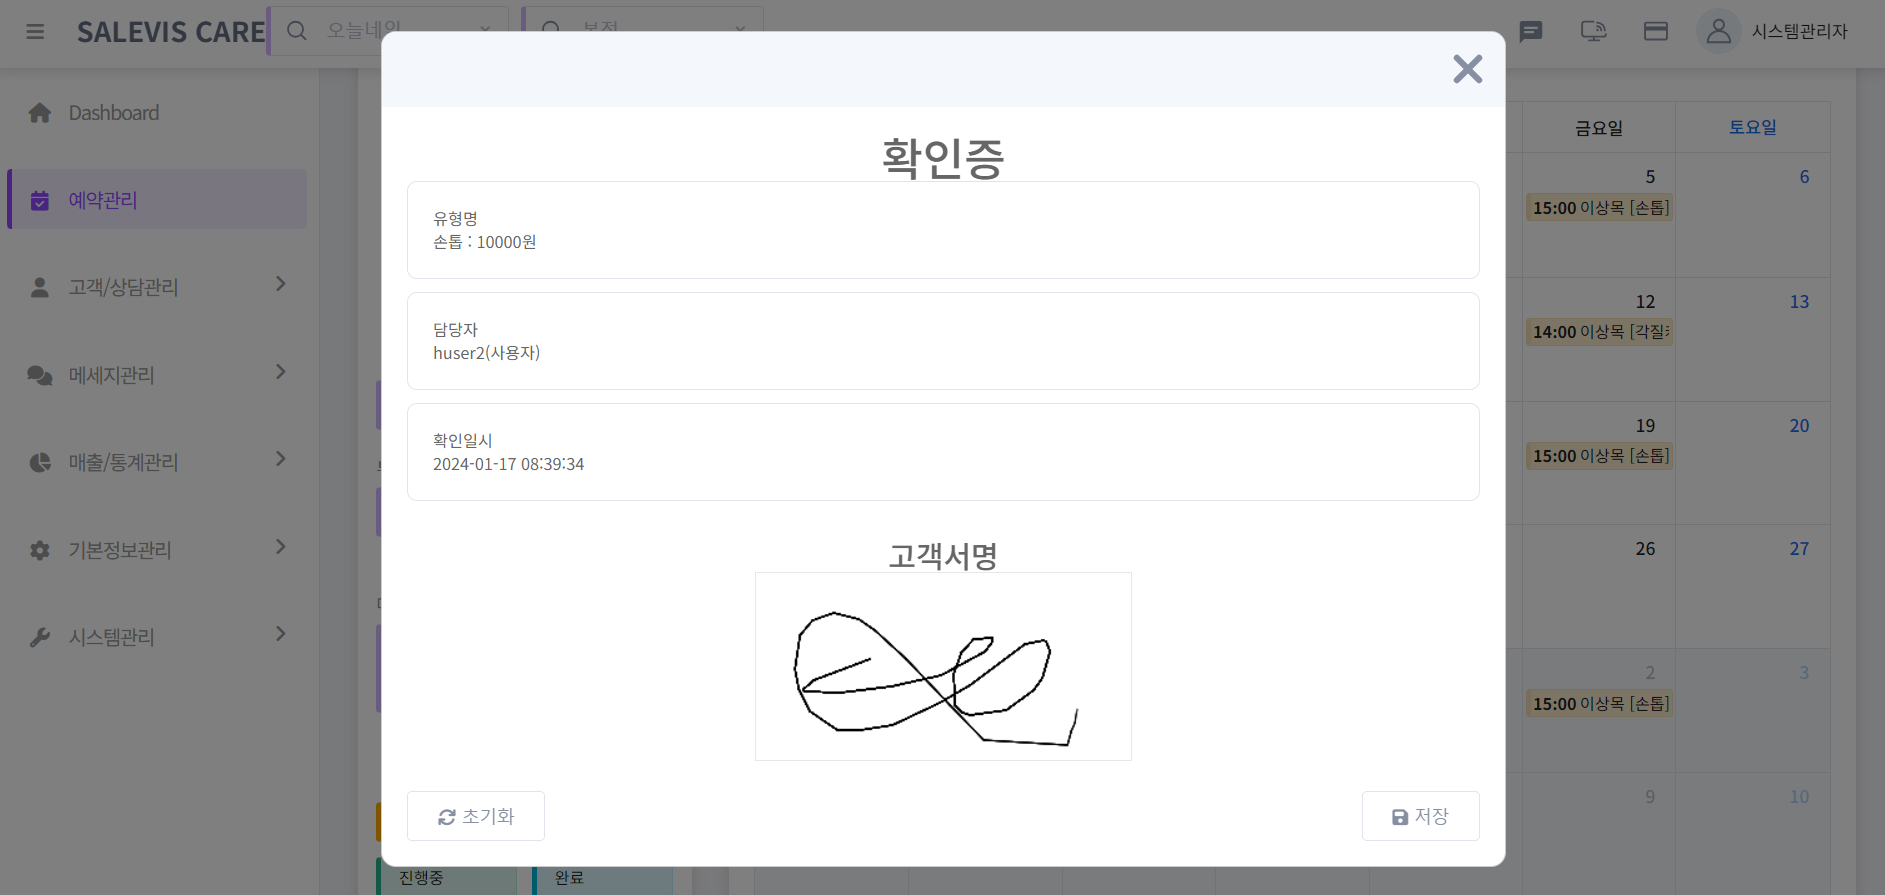 SALEVIS CARE
오늘네일
본점
시스템관리자
Dashboard
예약관리
고객/상담관리
메세지관리
매출/통계관리
기본정보관리
시스템관리
확인증
유형명
손톱 : 10000원
담당자
huser2(사용자)
확인일시
2024-01-17 08:39:34
고객서명
초기화
저장
진행중
완료
금요일
토요일
5
6
15:00 이상목 [손톱]
12
13
14:00 이상목 [각질
19
20
15:00 이상목 [손톱]
26
27
2
3
15:00 이상목 [손톱]
9
10